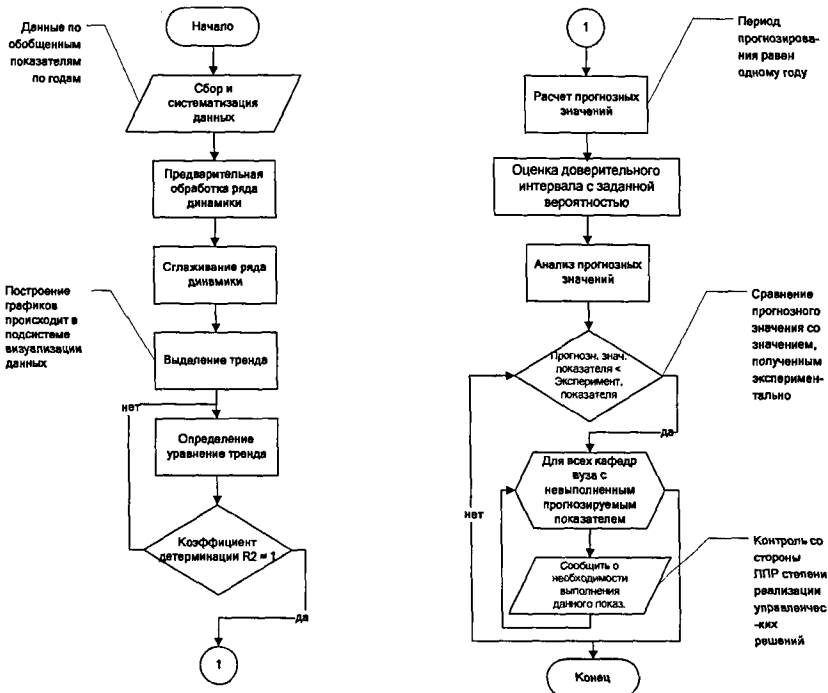 Данные по
обобщенным
показателям
по годам
Начало
Сбор и
систематизация
данных
Предварительная
обработка ряда
динамики
Сглаживание ряда
динамики
Построение
графиков
происходит в
подсистеме
визуализации
данных
Выделение тренда
нет
Определение
уравнение тренда
Коэффициент
детерминации R2 ≈ 1
да
1
1
Период
прогнозирова-
ния равен
одному году
Расчет прогнозных
значений
Оценка доверительного
интервала с заданной
вероятностью
Анализ прогнозных
значений
Сравнение
прогнозного
значения со
значением,
полученным
эксперимен-
тально
Прогнозн. знач.
показателя <
Эксперимент.
показателя
да
Для всех кафедр
вуза с
невыполненным
прогнозируемым
показателем
нет
Сообщить о
необходимости
выполнения
данного показ.
Контроль со
стороны
ЛПР степени
реализации
управленчес-
-ких
решений
Конец